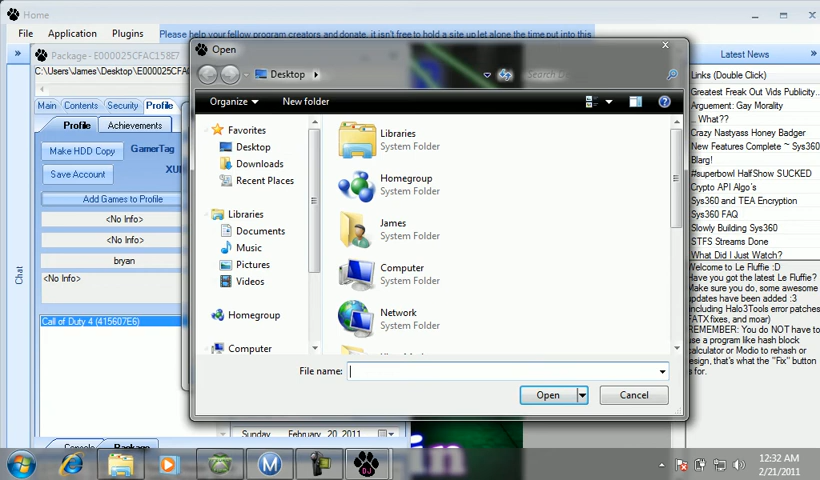 Home
File Application Plugins Please help your fellow program creators and donate. it isn't free to hold a site up let alone the time put into this
Package - E000025CFAC158E7
C:\Users\James\Desktop\E000025CFAC
Main Contents Security Profile
Profile Achievements
Make HDD Copy GamerTag
Save Account XUI
Add Games to Profile
<No Info>
<No Info>
bryan
<No Info>
Call of Duty 4 (415607E6)
Chat
Console Package
Sunday February 20, 2011
Open
Desktop
Search De
Organize New folder
Favorites
Desktop
Downloads
Recent Places
Libraries
Documents
Music
Pictures
Videos
Homegroup
Computer
Libraries
System Folder
Homegroup
System Folder
James
System Folder
Computer
System Folder
Network
System Folder
File name:
Open Cancel
Latest News
Links (Double Click)
Greatest Freak Out Vids Publicity...
Arguement: Gay Morality
.. What??
Crazy Nastyass Honey Badger
New Features Complete ~ Sys360
Blarg!
#superbowl HalfShow SUCKED
Crypto API Algo's
Sys360 and TEA Encryption
Sys360 FAQ
Slowly Building Sys360
STFS Streams Done
What Did I Just Watch?
Welcome to Le Fluffie :D
Have you got the latest Le Fluffie?
Make sure you do, some awesome
updates have been added :3
(including Halo3Tools error patches,
FATX fixes, and moar)
REMEMBER: You do NOT have to
use a program like hash block
calculator or Modio to rehash or
resign, that's what the "Fix" button
is for.
in
DJ
12:32 AM
2/21/2011